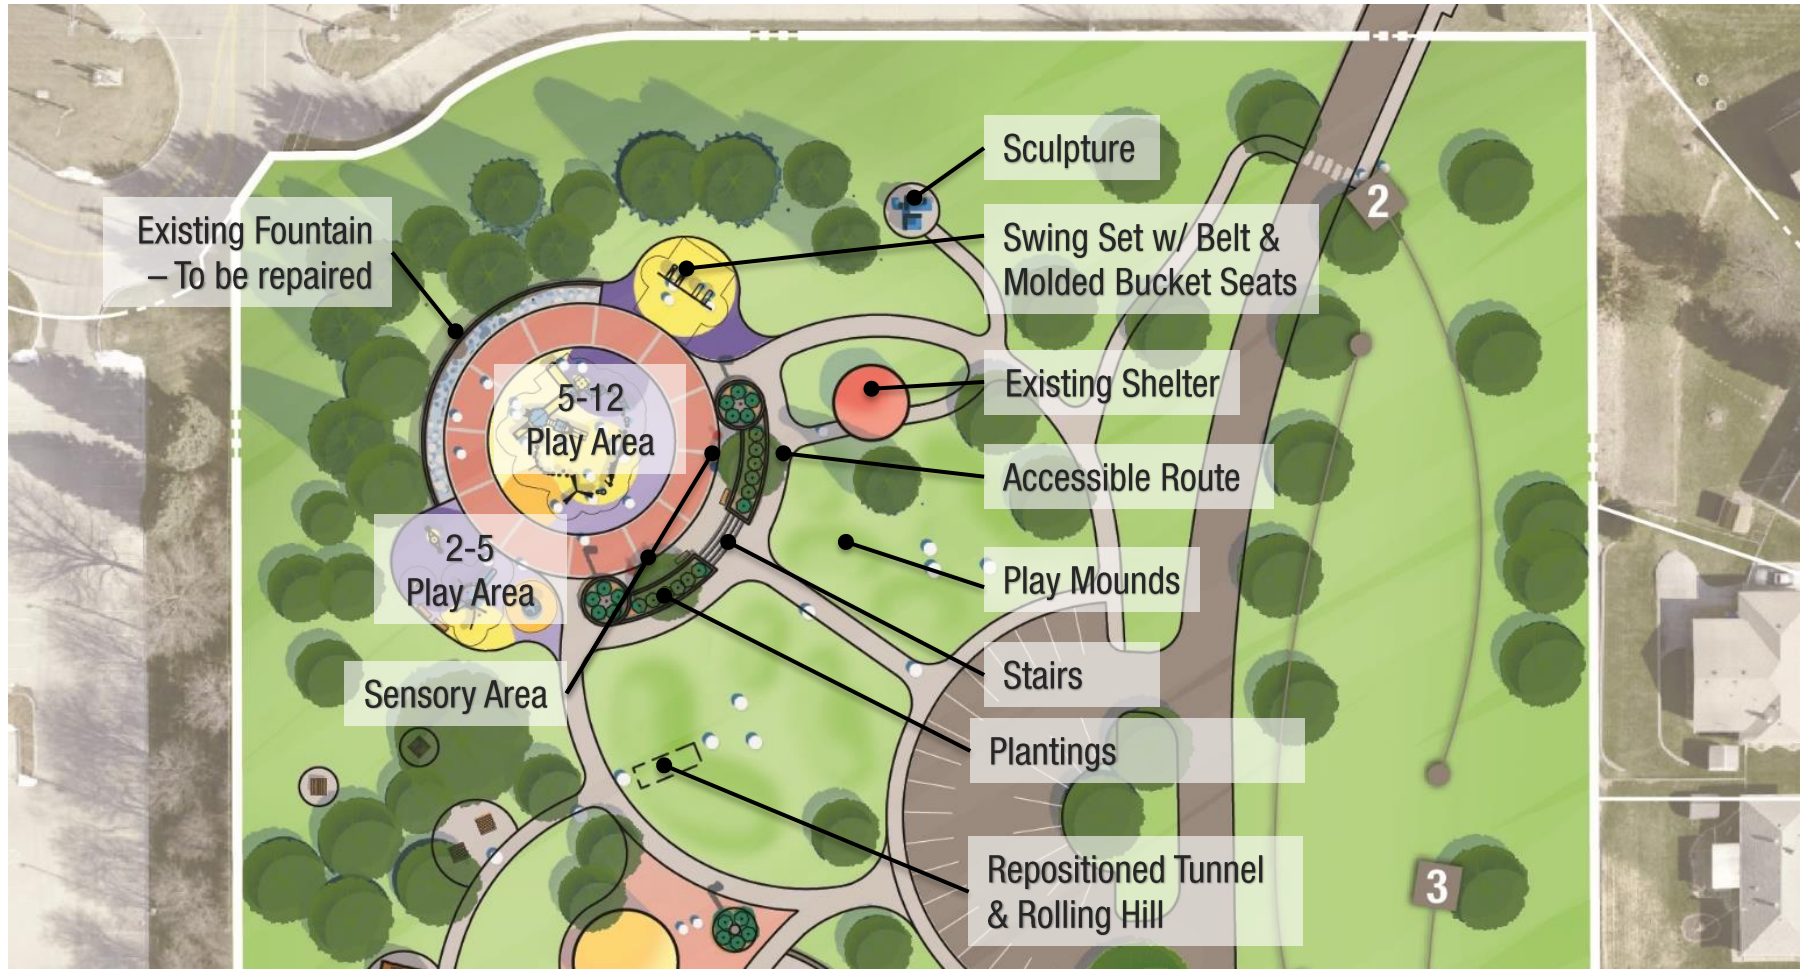 Sculpture
2
Existing Fountain
– To be repaired
Swing Set w/ Belt &
Molded Bucket Seats
5-12
Play Area
Existing Shelter
Accessible Route
2-5
Play Area
Play Mounds
Sensory Area
Stairs
Plantings
Repositioned Tunnel
& Rolling Hill
3